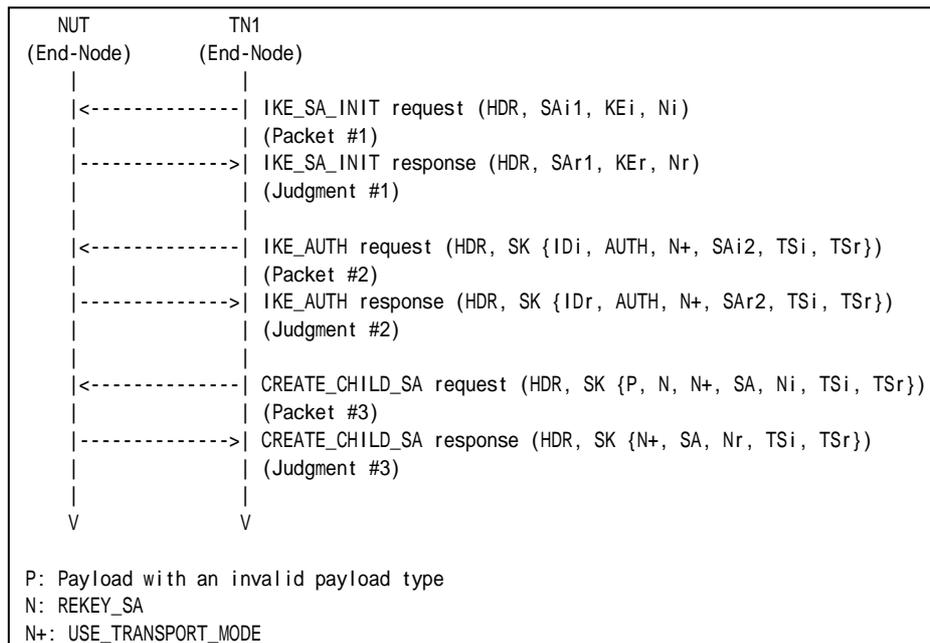 NUT TN1
(End-Node) (End-Node)
| |
|<--------------| IKE_SA_INIT request (HDR, SAi1, KEi, Ni)
| | (Packet #1)
|-------------->| IKE_SA_INIT response (HDR, SAr1, KEr, Nr)
| | (Judgment #1)
| |
|<--------------| IKE_AUTH request (HDR, SK {IDi, AUTH, N+, SAi2, TSi, TSr})
| | (Packet #2)
|-------------->| IKE_AUTH response (HDR, SK {IDr, AUTH, N+, SAr2, TSi, TSr})
| | (Judgment #2)
| |
|<--------------| CREATE_CHILD_SA request (HDR, SK {P, N, N+, SA, Ni, TSi, TSr})
| | (Packet #3)
|-------------->| CREATE_CHILD_SA response (HDR, SK {N+, SA, Nr, TSi, TSr})
| | (Judgment #3)
| |
V V
P: Payload with an invalid payload type
N: REKEY_SA
N+: USE_TRANSPORT_MODE